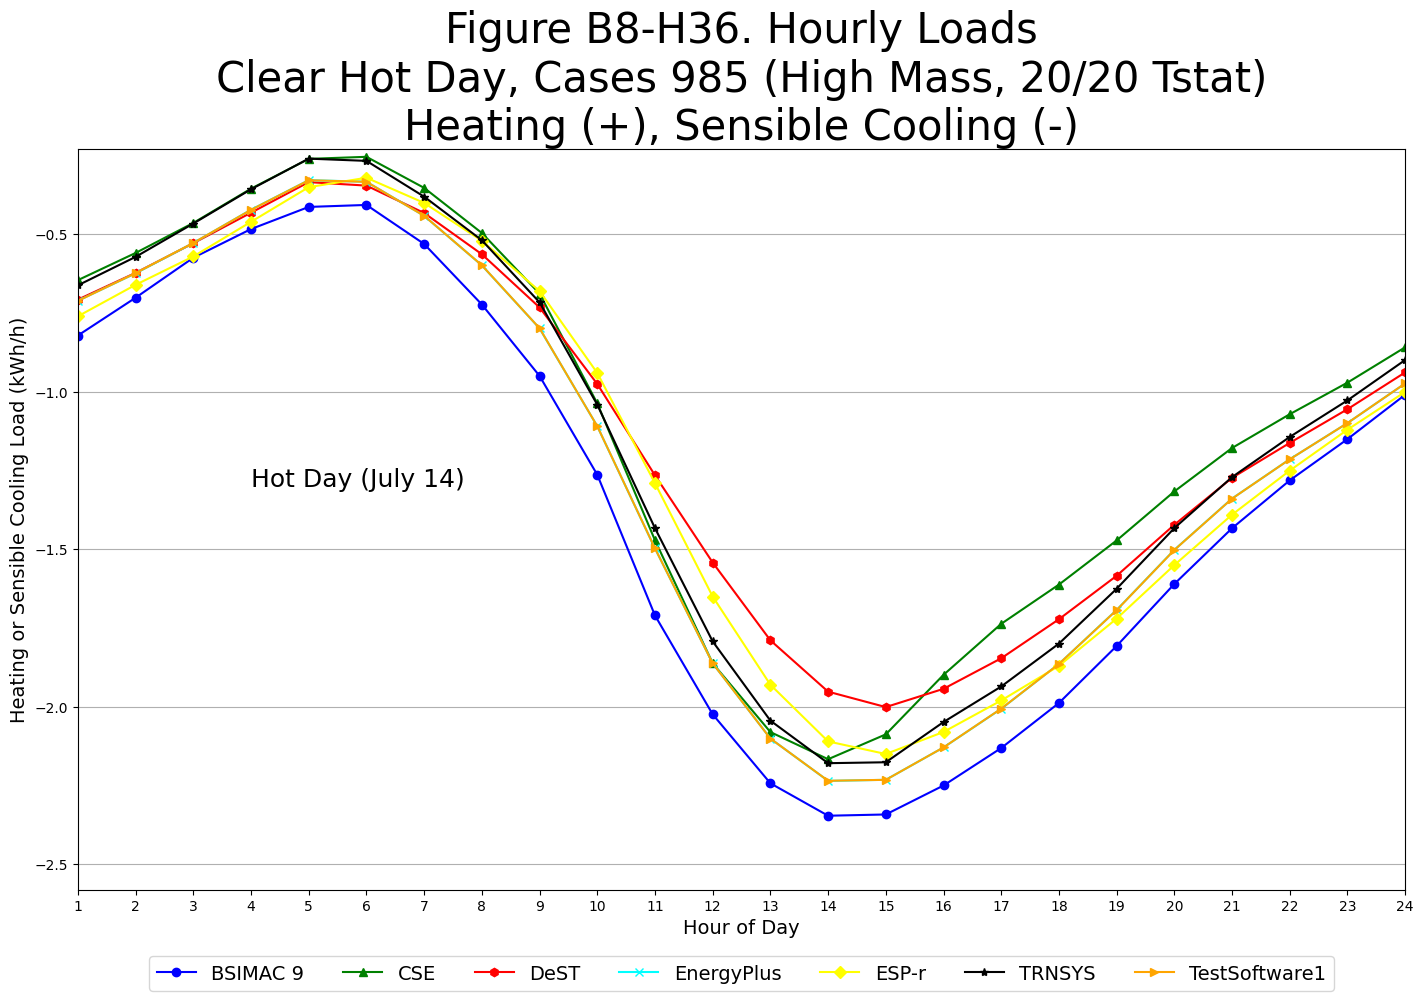 Figure B8-H36. Hourly Loads
Clear Hot Day, Cases 985 (High Mass, 20/20 Tstat)
Heating (+), Sensible Cooling (-)
Heating or Sensible Cooling Load (kWh/h)
−0.5
−1.0
−1.5
−2.0
−2.5
Hot Day (July 14)
1 2 3 4 5 6 7 8 9 10 11 12 13 14 15 16 17 18 19 20 21 22 23 24
Hour of Day
BSIMAC 9 CSE DeST EnergyPlus ESP-r TRNSYS TestSoftware1